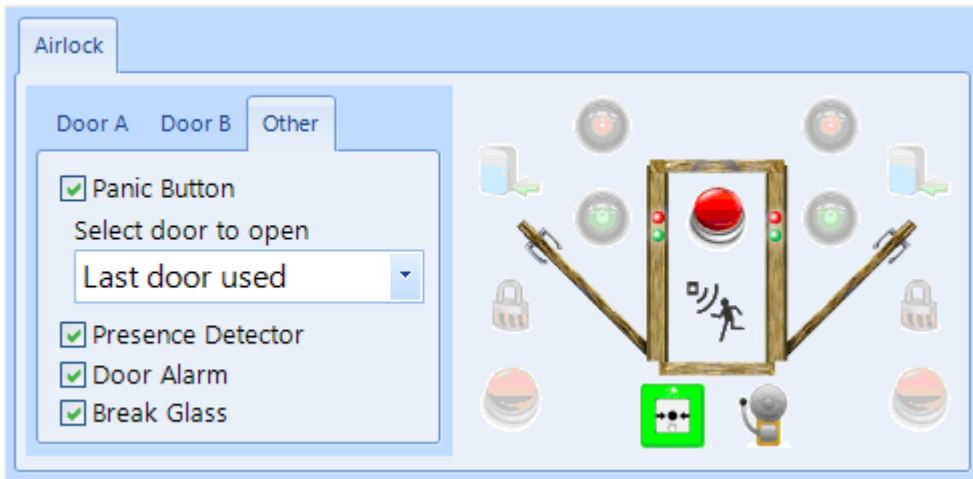 Airlock
Door A Door B Other
Panic Button
Select door to open
Last door used
Presence Detector
Door Alarm
Break Glass